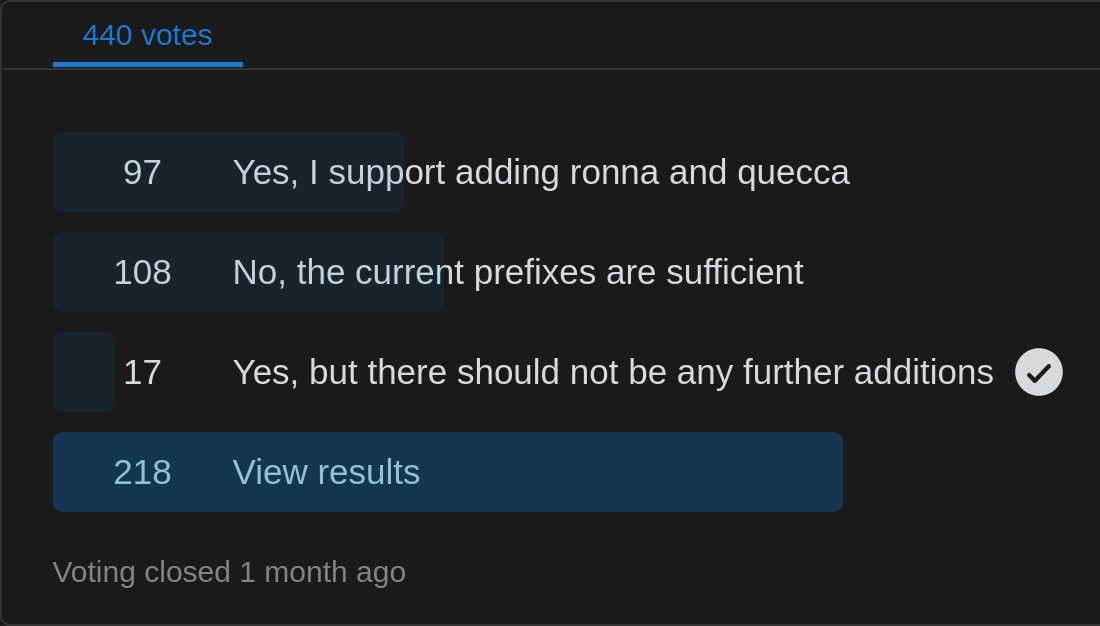 440 votes
97 Yes, I support adding ronna and quecca
108 No, the current prefixes are sufficient
17 Yes, but there should not be any further additions
218 View results
Voting closed 1 month ago